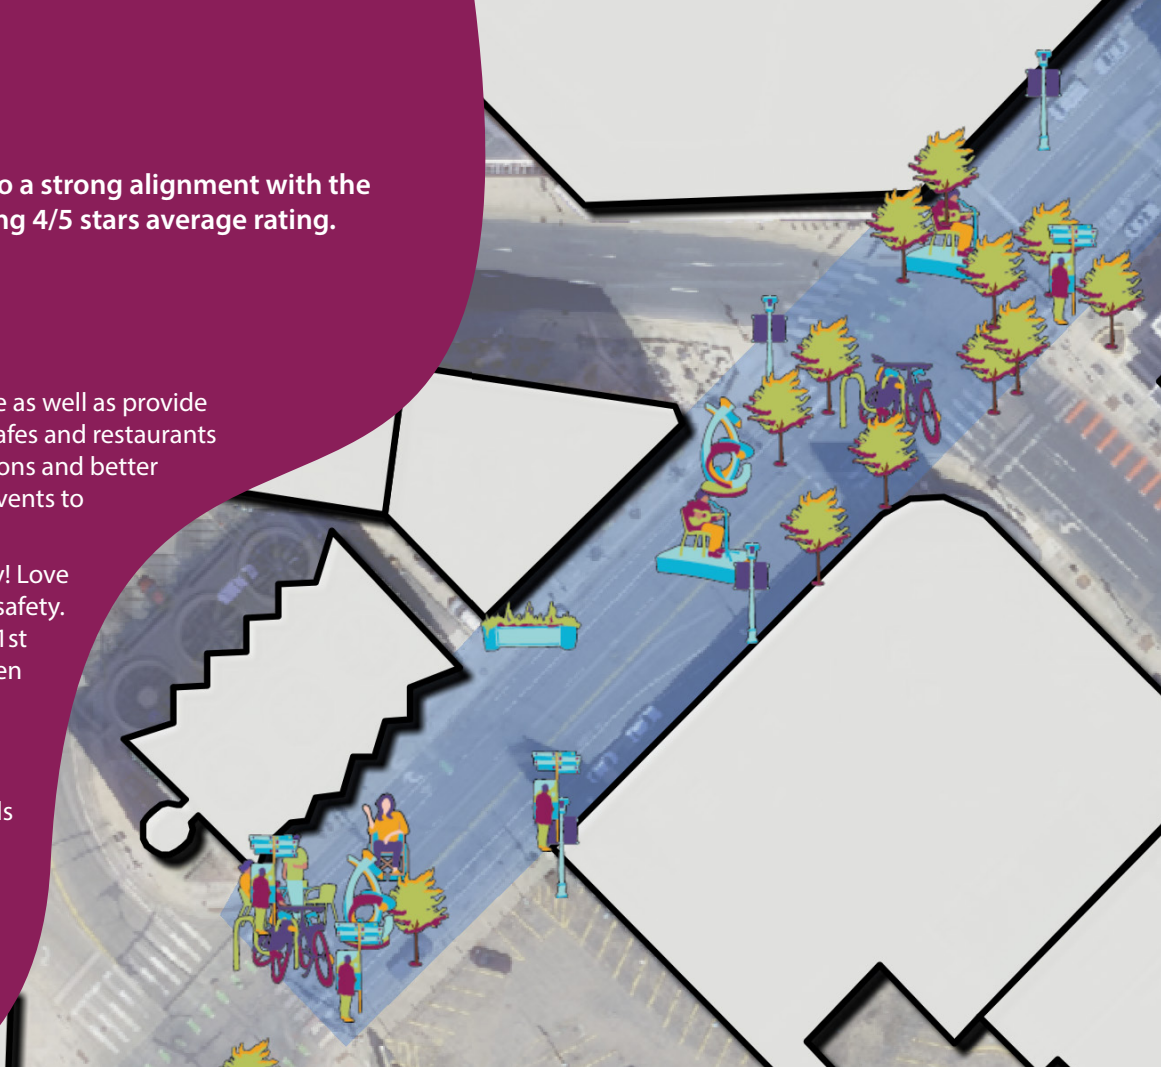 o a strong alignment with the
ng 4/5 stars average rating.
e as well as provide
afes and restaurants
ons and better
vents to
y! Love
safety.
1st
en
ls